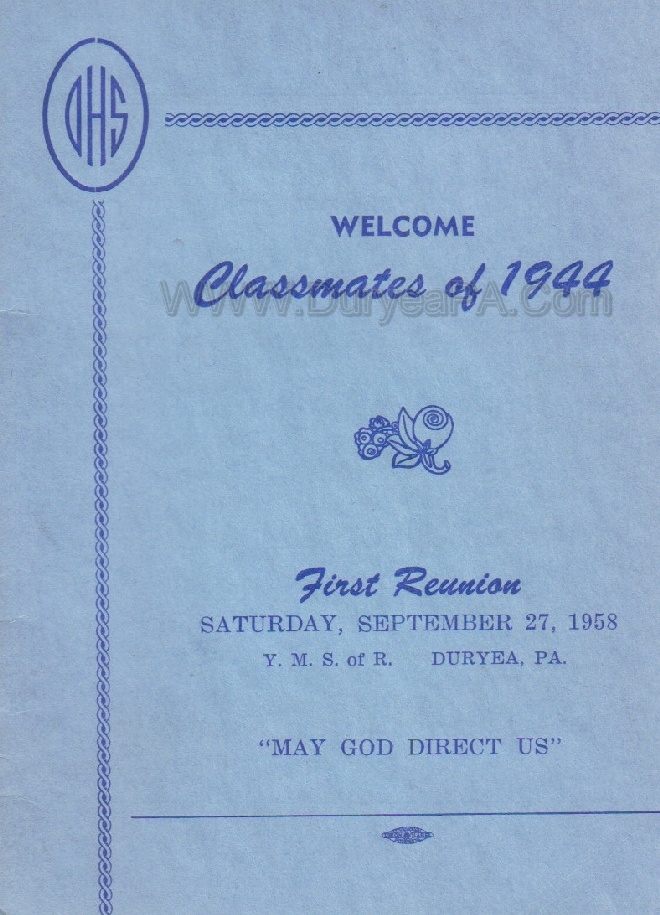 DHS
WELCOME
Classmates of 1944
www.DuryeaPA.Com
First Reunion
SATURDAY, SEPTEMBER 27, 1958
Y. M. S. of R. DURYEA, PA.
"MAY GOD DIRECT US"